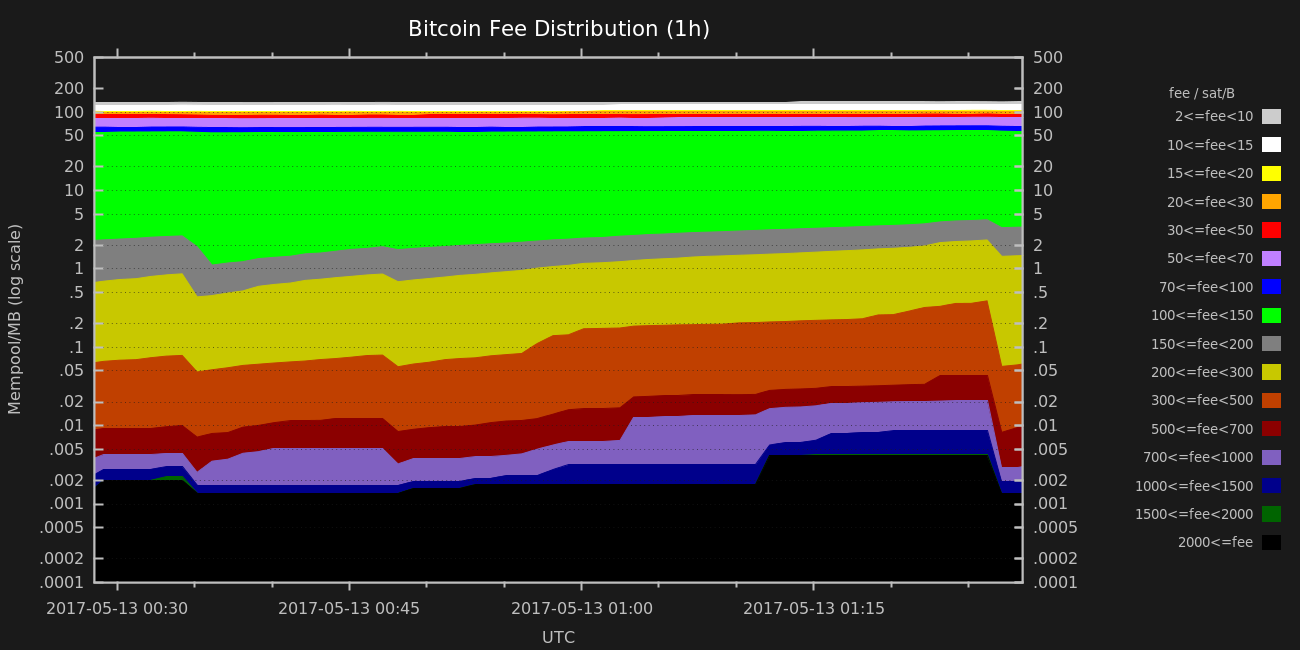 Bitcoin Fee Distribution (1h)
500
200
100
50
20
10
5
2
1
.5
.2
.1
.05
.02
.01
.005
.002
.001
.0005
.0002
.0001
Mempool/MB (log scale)
500
200
100
50
20
10
5
2
1
.5
.2
.1
.05
.02
.01
.005
.002
.001
.0005
.0002
.0001
2017-05-13 00:30
2017-05-13 00:45
2017-05-13 01:00
2017-05-13 01:15
UTC
fee / sat/B
2<=fee<10
10<=fee<15
15<=fee<20
20<=fee<30
30<=fee<50
50<=fee<70
70<=fee<100
100<=fee<150
150<=fee<200
200<=fee<300
300<=fee<500
500<=fee<700
700<=fee<1000
1000<=fee<1500
1500<=fee<2000
2000<=fee